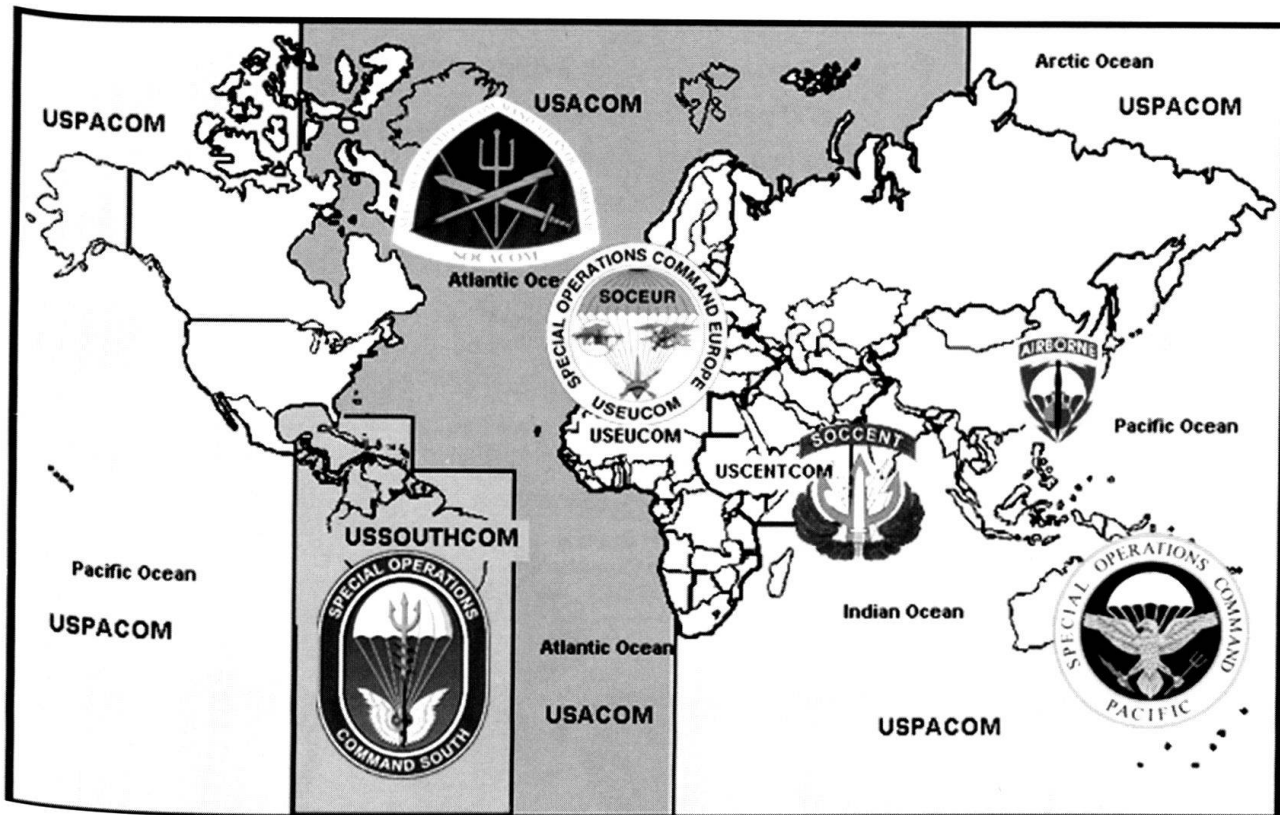 Arctic Ocean
USPACOM
USACOM
USPACOM
SOCACOM
Atlantic Oce
SPECIAL OPERATIONS COMMAND EUROPE
SOCEUR
USEUCOM
USEUCOM
AIRBORNE
Pacific Ocean
SOCCENT
USCENTCOM
USSOUTHCOM
SPECIAL OPERATIONS
COMMAND SOUTH
Pacific Ocean
USPACOM
Indian Ocean
SPECIAL OPERATIONS COMMAND
PACIFIC
Atlantic Ocean
USACOM
USPACOM